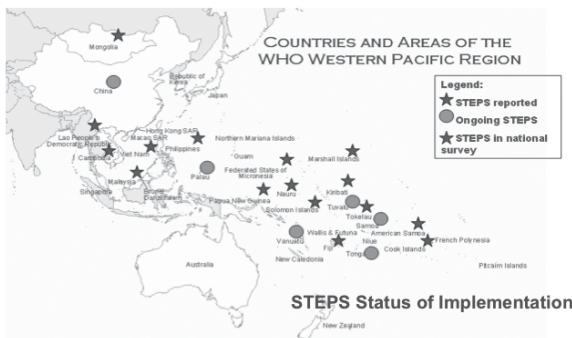 COUNTRIES AND AREAS OF THE
WHO WESTERN PACIFIC REGION
Legend:
STEPS reported
Ongoing STEPS
STEPS in national
survey
Mongolia
China
Republic of
Korea
Japan
Hong Kong SAR
Macao SAR
Lao People's
Democratic Republic
Viet Nam
Philippines
Cambodia
Northern Mariana Islands
Guam
Marshall Islands
Malaysia
Palau
Federated States of
Micronesia
Singapore
Brunei
Darussalam
Papua New Guinea
Nauru
Kiribati
Solomon Islands
Tuvalu
Tokelau
Samoa
Wallis & Futuna
American Samoa
Vanuatu
Fiji
Niue
French Polynesia
Cook Islands
Tonga
New Caledonia
Australia
Pitcairn Islands
STEPS Status of Implementation
New Zealand